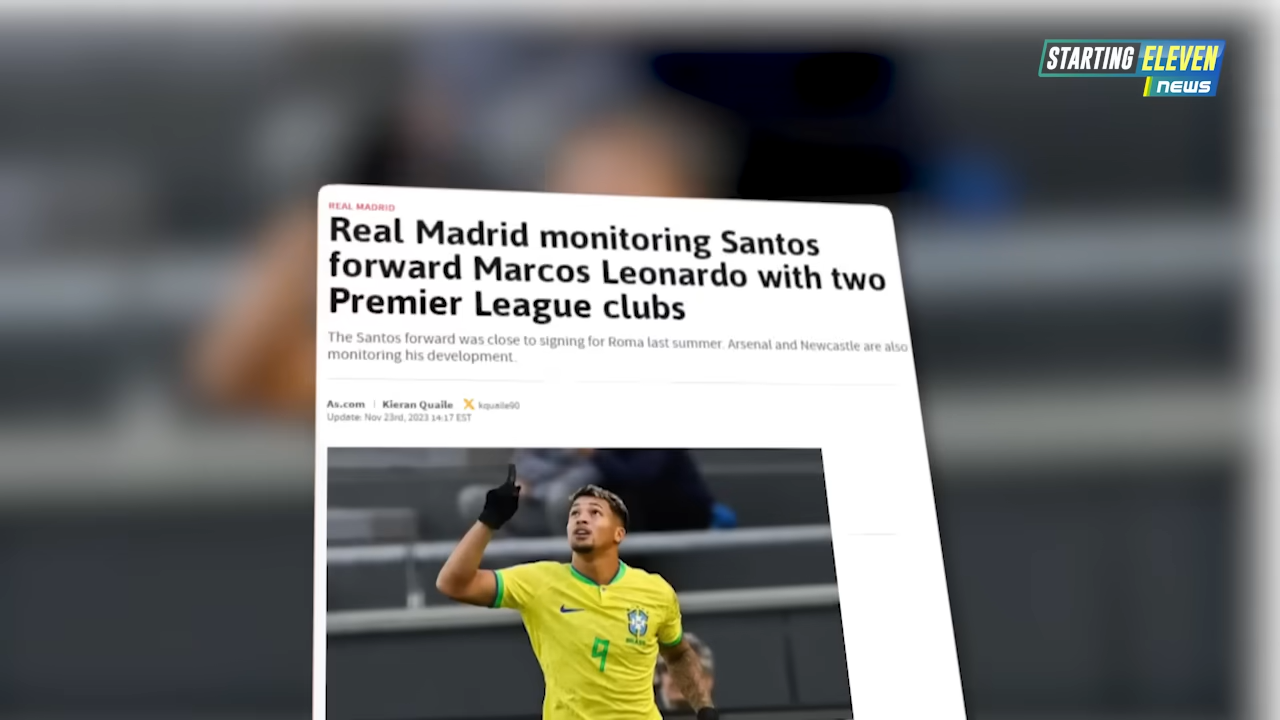 STARTING ELEVEN
news
REAL MADRID
Real Madrid monitoring Santos
forward Marcos Leonardo with two
Premier League clubs
The Santos forward was close to signing for Roma last summer. Arsenal and Newcastle are also
monitoring his development.
As.com | Kieran Quaile kquaile90
Update: Nov 23rd, 2023 14:17 EST
9
BRASIL